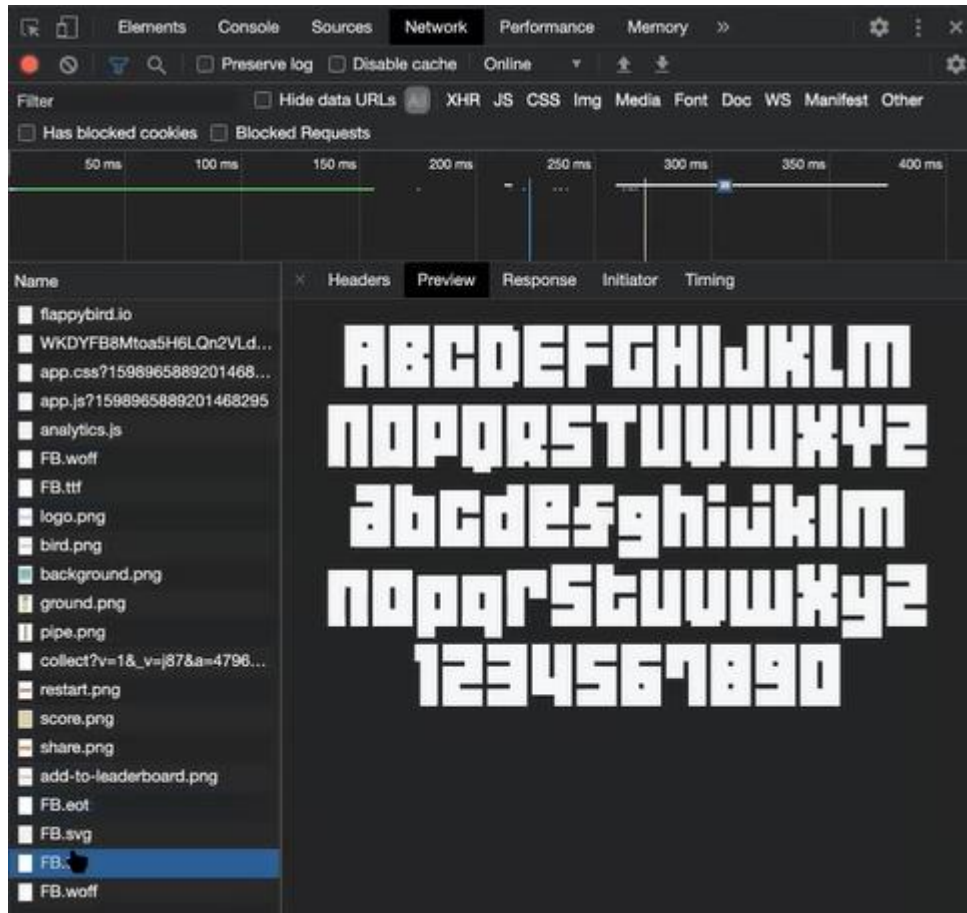 Elements Console Sources Network Performance Memory »
Preserve log Disable cache Online
Filter Hide data URLs All XHR JS CSS Img Media Font Doc WS Manifest Other
Has blocked cookies Blocked Requests
50 ms 100 ms 150 ms 200 ms 250 ms 300 ms 350 ms 400 ms
Name × Headers Preview Response Initiator Timing
flappybird.io
WKDYFB8Mtoa5H6LQn2VLd...
app.css?1598965889201468...
app.js?1598965889201468295
analytics.js
FB.woff
FB.ttf
logo.png
bird.png
background.png
ground.png
pipe.png
collect?v=1&_v=j87&a=4796...
restart.png
score.png
share.png
add-to-leaderboard.png
FB.eot
FB.svg
FB.
FB.woff
ABCDEFGHIJKLM
NOPQRSTUVWXYZ
abcdefghijklm
nopqrstuvwxyz
1234567890